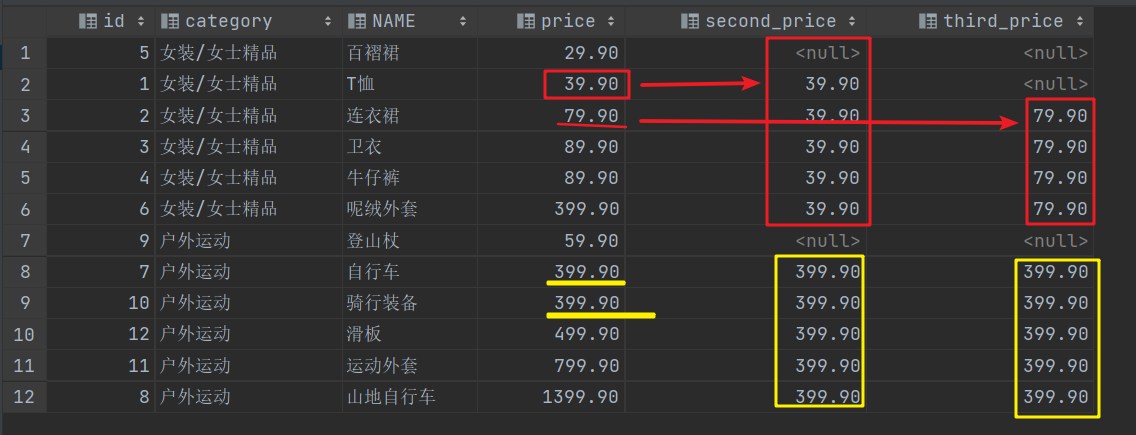 id category NAME price second_price third_price
1 5 女装/女士精品 百褶裙 29.90 <null> <null>
2 1 女装/女士精品 T恤 39.90 39.90 <null>
3 2 女装/女士精品 连衣裙 79.90 39.90 79.90
4 3 女装/女士精品 卫衣 89.90 39.90 79.90
5 4 女装/女士精品 牛仔裤 89.90 39.90 79.90
6 6 女装/女士精品 呢绒外套 399.90 39.90 79.90
7 9 户外运动 登山杖 59.90 <null> <null>
8 7 户外运动 自行车 399.90 399.90 399.90
9 10 户外运动 骑行装备 399.90 399.90 399.90
10 12 户外运动 滑板 499.90 399.90 399.90
11 11 户外运动 运动外套 799.90 399.90 399.90
12 8 户外运动 山地自行车 1399.90 399.90 399.90